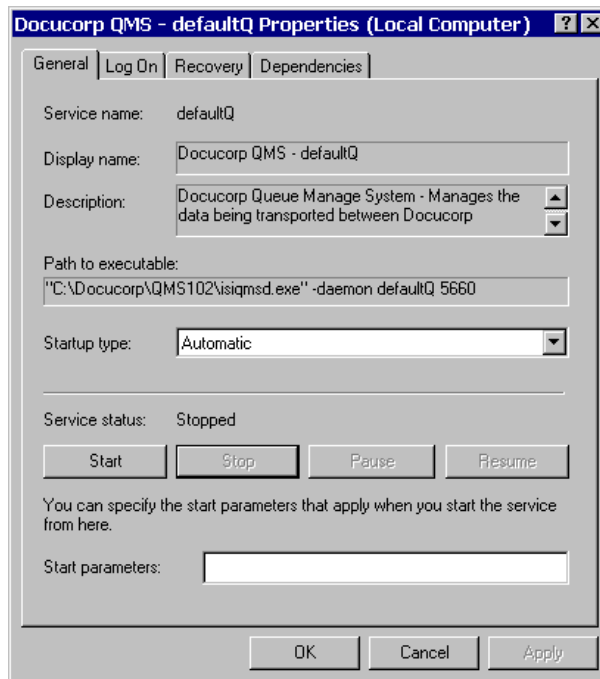 Docucorp QMS - defaultQ Properties (Local Computer)
General Log On Recovery Dependencies
Service name: defaultQ
Display name: Docucorp QMS - defaultQ
Description: Docucorp Queue Manage System - Manages the
data being transported between Docucorp
Path to executable:
"C:\Docucorp\QMS102\isiqmsd.exe" -daemon defaultQ 5660
Startup type: Automatic
Service status: Stopped
Start Stop Pause Resume
You can specify the start parameters that apply when you start the service
from here.
Start parameters:
OK Cancel Apply